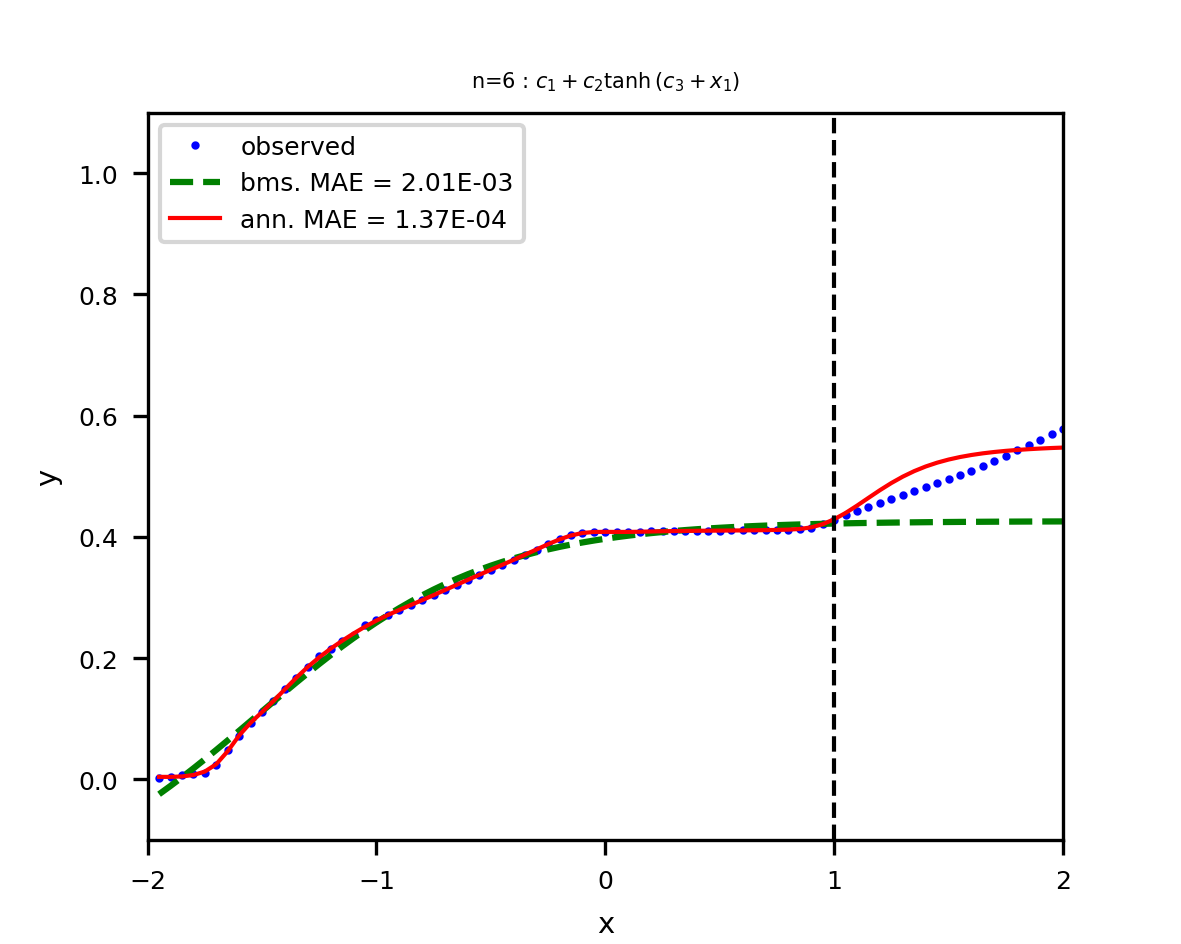 n=6 : c₁ + c₂tanh (c₃ + x₁)
observed
bms. MAE = 2.01E-03
ann. MAE = 1.37E-04
1.0
0.8
0.6
0.4
0.2
0.0
y
−2
−1
0
1
2
x